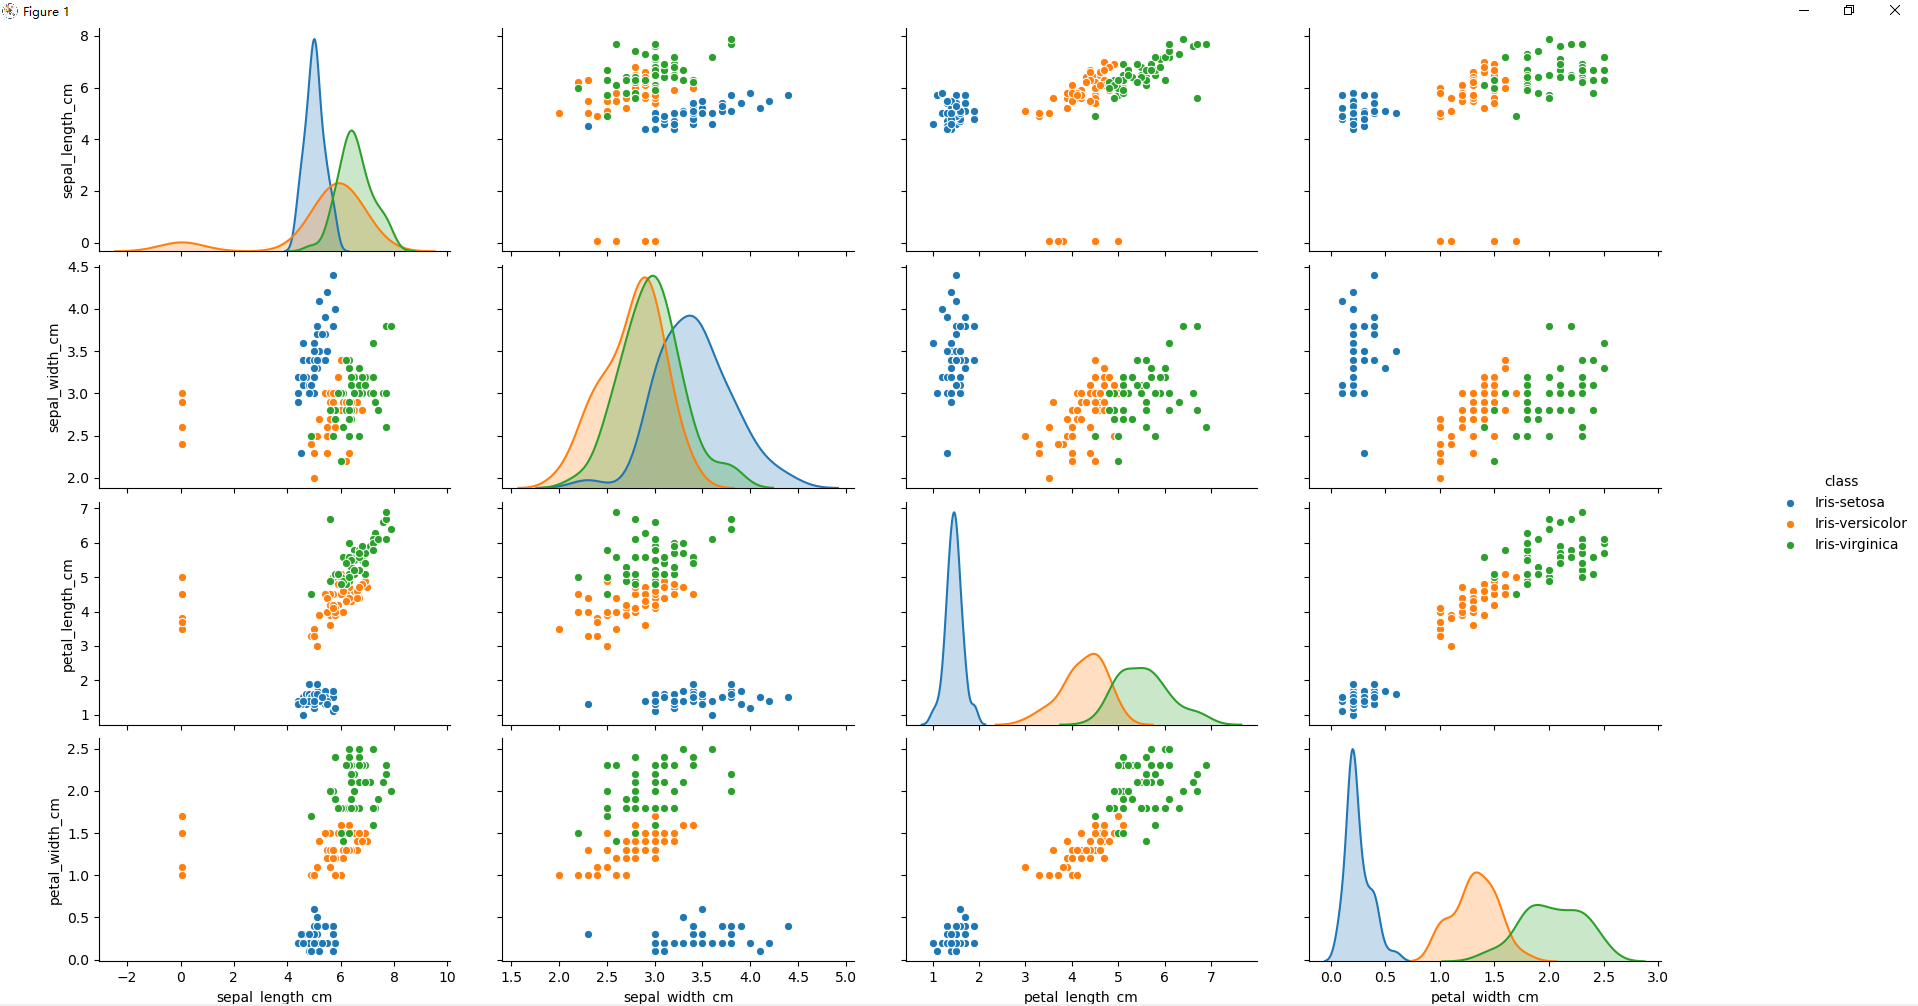 Figure 1
8
6
4
2
0
sepal_length_cm
4.5
4.0
3.5
3.0
2.5
2.0
sepal_width_cm
7
6
5
4
3
2
1
petal_length_cm
2.5
2.0
1.5
1.0
0.5
0.0
petal_width_cm
−2 0 2 4 6 8 10
sepal_length_cm
1.5 2.0 2.5 3.0 3.5 4.0 4.5 5.0
sepal_width_cm
1 2 3 4 5 6 7
petal_length_cm
0.0 0.5 1.0 1.5 2.0 2.5 3.0
petal_width_cm
class
Iris-setosa
Iris-versicolor
Iris-virginica